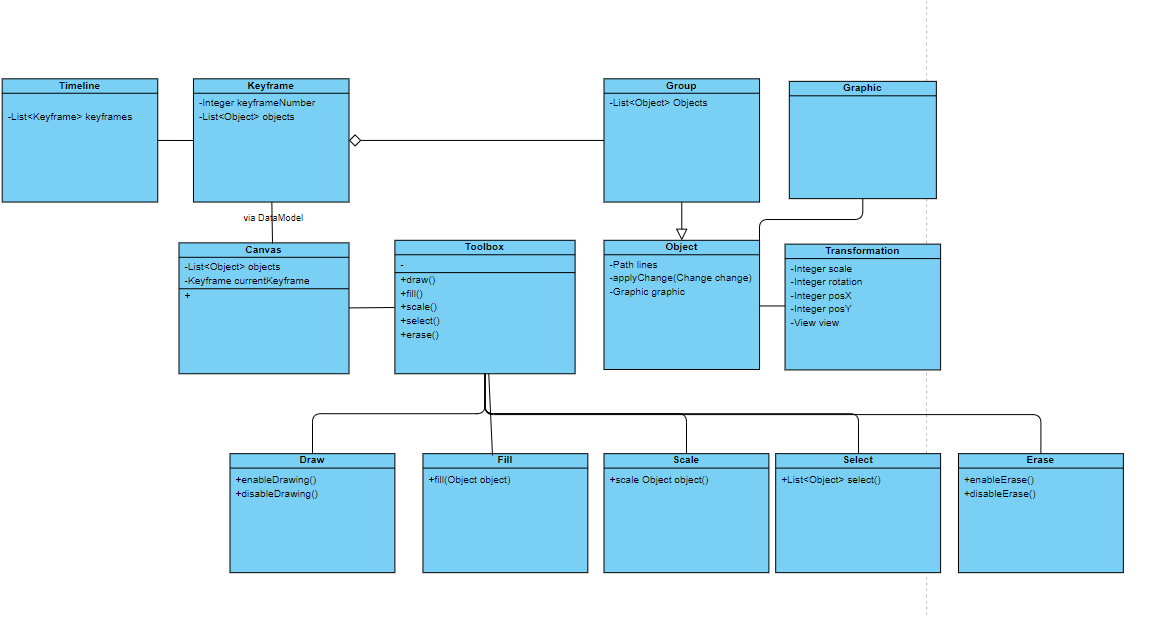 Timeline
-List<Keyframe> keyframes
Keyframe
-Integer keyframeNumber
-List<Object> objects
Group
-List<Object> Objects
Graphic
via DataModel
Canvas
-List<Object> objects
-Keyframe currentKeyframe
+
Toolbox
-
+draw()
+fill()
+scale()
+select()
+erase()
Object
-Path lines
-applyChange(Change change)
-Graphic graphic
Transformation
-Integer scale
-Integer rotation
-Integer posX
-Integer posY
-View view
Draw
+enableDrawing()
+disableDrawing()
Fill
+fill(Object object)
Scale
+scale Object object()
Select
+List<Object> select()
Erase
+enableErase()
+disableErase()